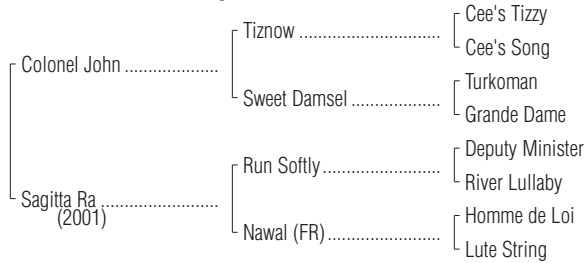 Cee's Tizzy
Tiznow
Cee's Song
Colonel John
Turkoman
Sweet Damsel
Grande Dame
Deputy Minister
Run Softly
River Lullaby
Sagitta Ra
(2001)
Homme de Loi
Nawal (FR)
Lute String